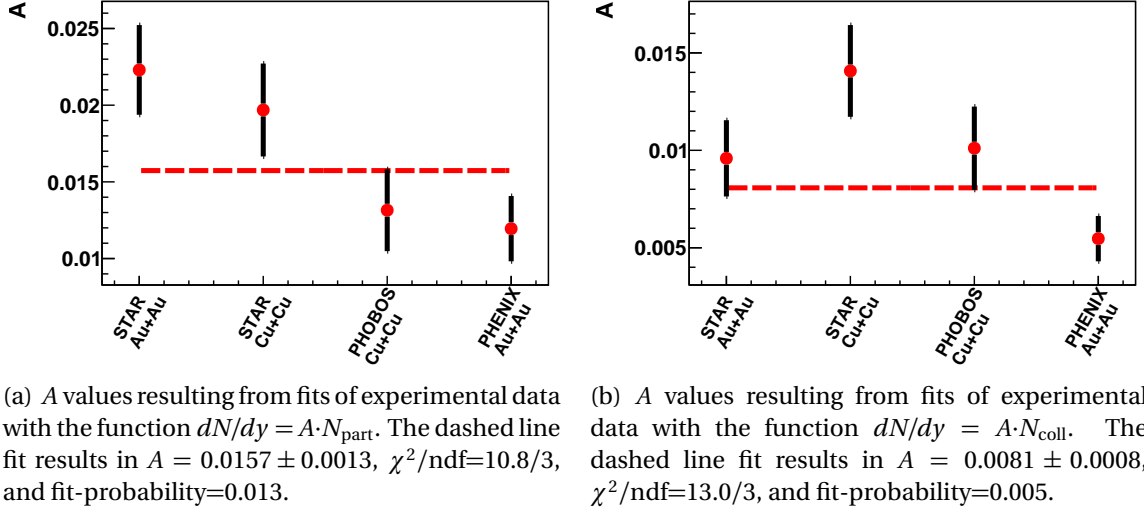 A
0.025
0.02
0.015
0.01
STAR
Au+Au
STAR
Cu+Cu
PHOBOS
Cu+Cu
PHENIX
Au+Au
(a) A values resulting from fits of experimental data
with the function dN/dy = A·N_part. The dashed line
fit results in A = 0.0157 ± 0.0013, χ²/ndf=10.8/3,
and fit-probability=0.013.
A
0.015
0.01
0.005
STAR
Au+Au
STAR
Cu+Cu
PHOBOS
Cu+Cu
PHENIX
Au+Au
(b) A values resulting from fits of experimental
data with the function dN/dy = A·N_coll. The
dashed line fit results in A = 0.0081 ± 0.0008,
χ²/ndf=13.0/3, and fit-probability=0.005.